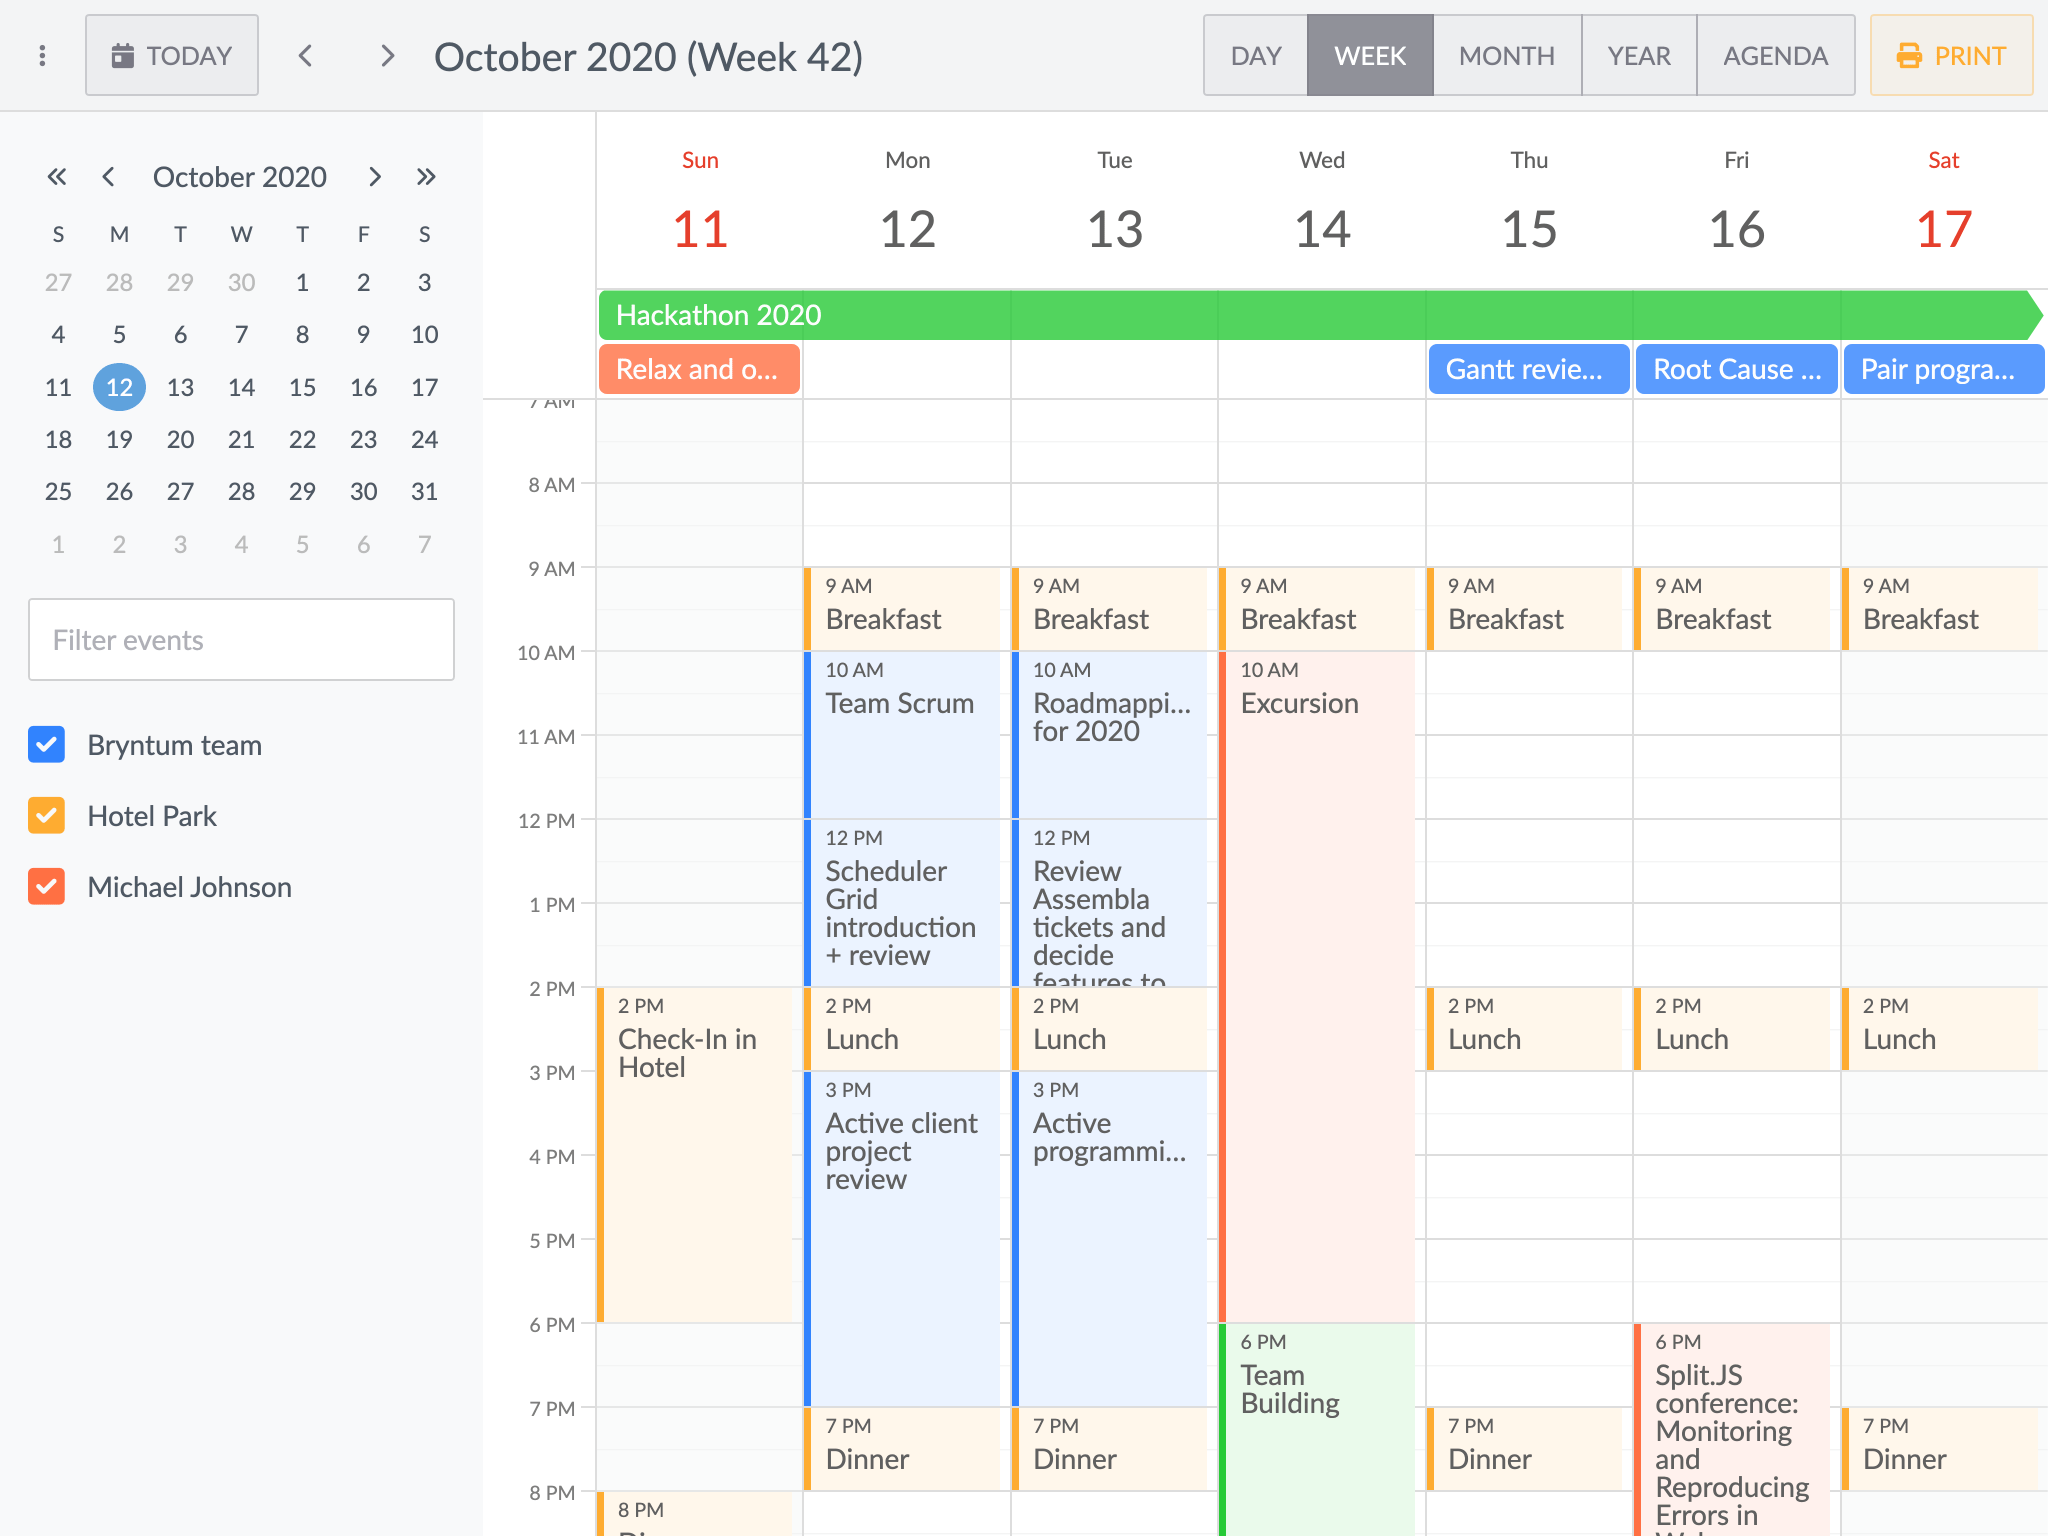 TODAY
October 2020 (Week 42)
DAY
WEEK
MONTH
YEAR
AGENDA
PRINT
October 2020
S M T W T F S
27 28 29 30 1 2 3
4 5 6 7 8 9 10
11 12 13 14 15 16 17
18 19 20 21 22 23 24
25 26 27 28 29 30 31
1 2 3 4 5 6 7
Filter events
Bryntum team
Hotel Park
Michael Johnson
Sun Mon Tue Wed Thu Fri Sat
11 12 13 14 15 16 17
Hackathon 2020
Relax and o...
Gantt revie...
Root Cause ...
Pair progra...
7 AM
8 AM
9 AM
10 AM
11 AM
12 PM
1 PM
2 PM
3 PM
4 PM
5 PM
6 PM
7 PM
8 PM
2 PM
Check-In in
Hotel
8 PM
9 AM
Breakfast
10 AM
Team Scrum
12 PM
Scheduler
Grid
introduction
+ review
2 PM
Lunch
3 PM
Active client
project
review
7 PM
Dinner
9 AM
Breakfast
10 AM
Roadmappi...
for 2020
12 PM
Review
Assembla
tickets and
decide
features to
2 PM
Lunch
3 PM
Active
programmi...
7 PM
Dinner
9 AM
Breakfast
10 AM
Excursion
6 PM
Team
Building
9 AM
Breakfast
2 PM
Lunch
7 PM
Dinner
9 AM
Breakfast
2 PM
Lunch
6 PM
Split.JS
conference:
Monitoring
and
Reproducing
Errors in
9 AM
Breakfast
2 PM
Lunch
7 PM
Dinner